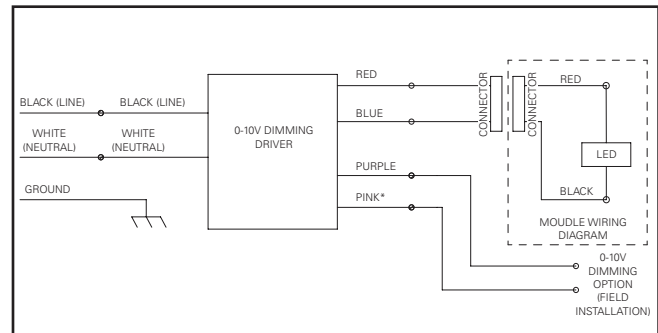 BLACK (LINE)
BLACK (LINE)
WHITE
(NEUTRAL)
WHITE
(NEUTRAL)
GROUND
0-10V DIMMING
DRIVER
RED
BLUE
PURPLE
PINK*
CONNECTOR
CONNECTOR
RED
LED
BLACK
MOUDLE WIRING
DIAGRAM
0-10V
DIMMING
OPTION
(FIELD
INSTALLATION)